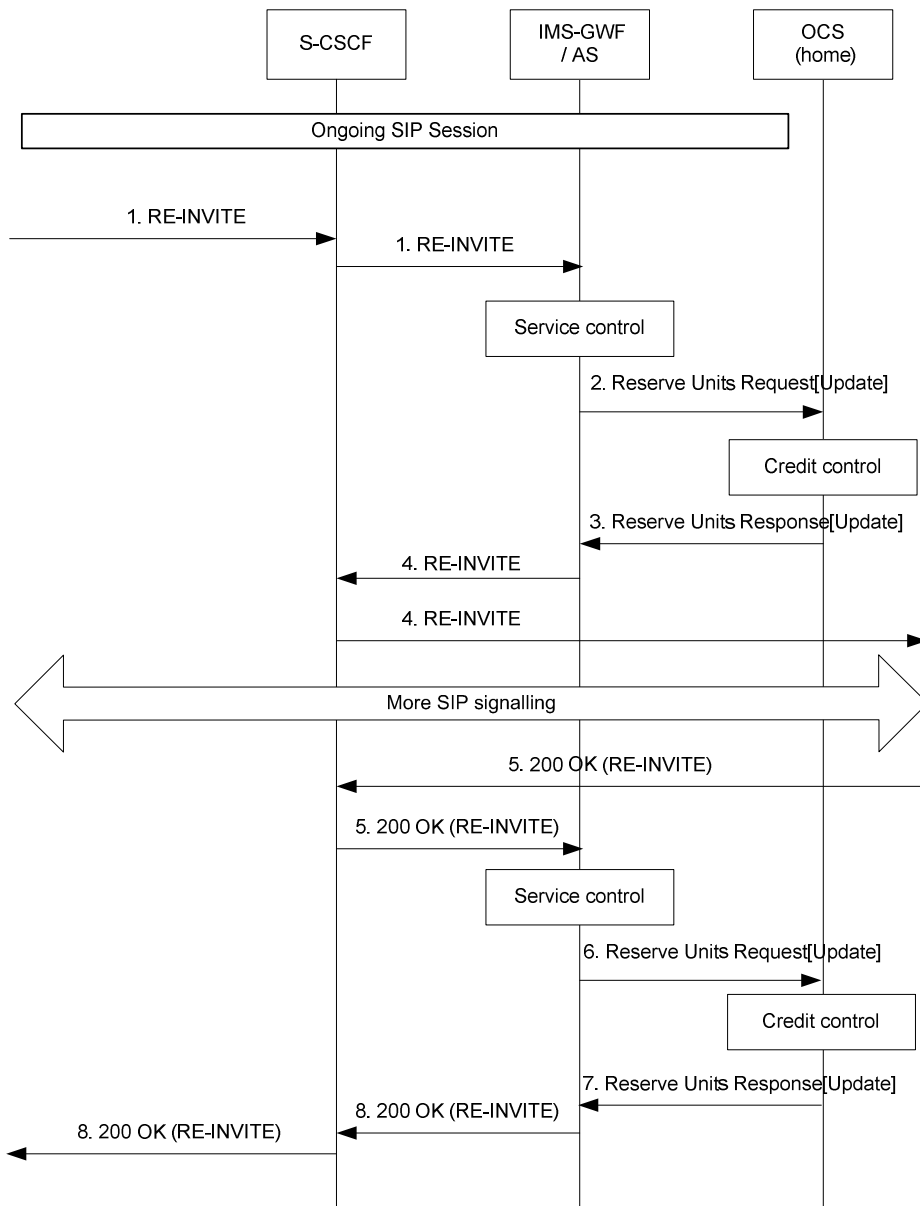 S-CSCF
IMS-GWF
/ AS
OCS
(home)
Ongoing SIP Session
1. RE-INVITE
1. RE-INVITE
Service control
2. Reserve Units Request[Update]
Credit control
3. Reserve Units Response[Update]
4. RE-INVITE
4. RE-INVITE
More SIP signalling
5. 200 OK (RE-INVITE)
5. 200 OK (RE-INVITE)
Service control
6. Reserve Units Request[Update]
Credit control
7. Reserve Units Response[Update]
8. 200 OK (RE-INVITE)
8. 200 OK (RE-INVITE)